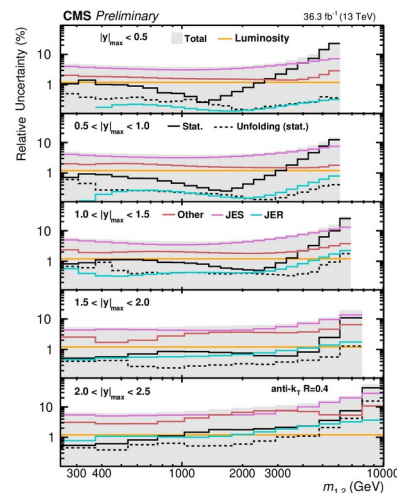 CMS Preliminary 36.3 fb⁻¹ (13 TeV)
Relative Uncertainty (%)
|y|max < 0.5 Total Luminosity
10
1
0.5 < |y|max < 1.0 Stat. Unfolding (stat.)
10
1
1.0 < |y|max < 1.5 Other JES JER
10
1
1.5 < |y|max < 2.0
10
1
2.0 < |y|max < 2.5 anti-kT R=0.4
10
1
300 400 1000 2000 3000 10000
m1,2 (GeV)